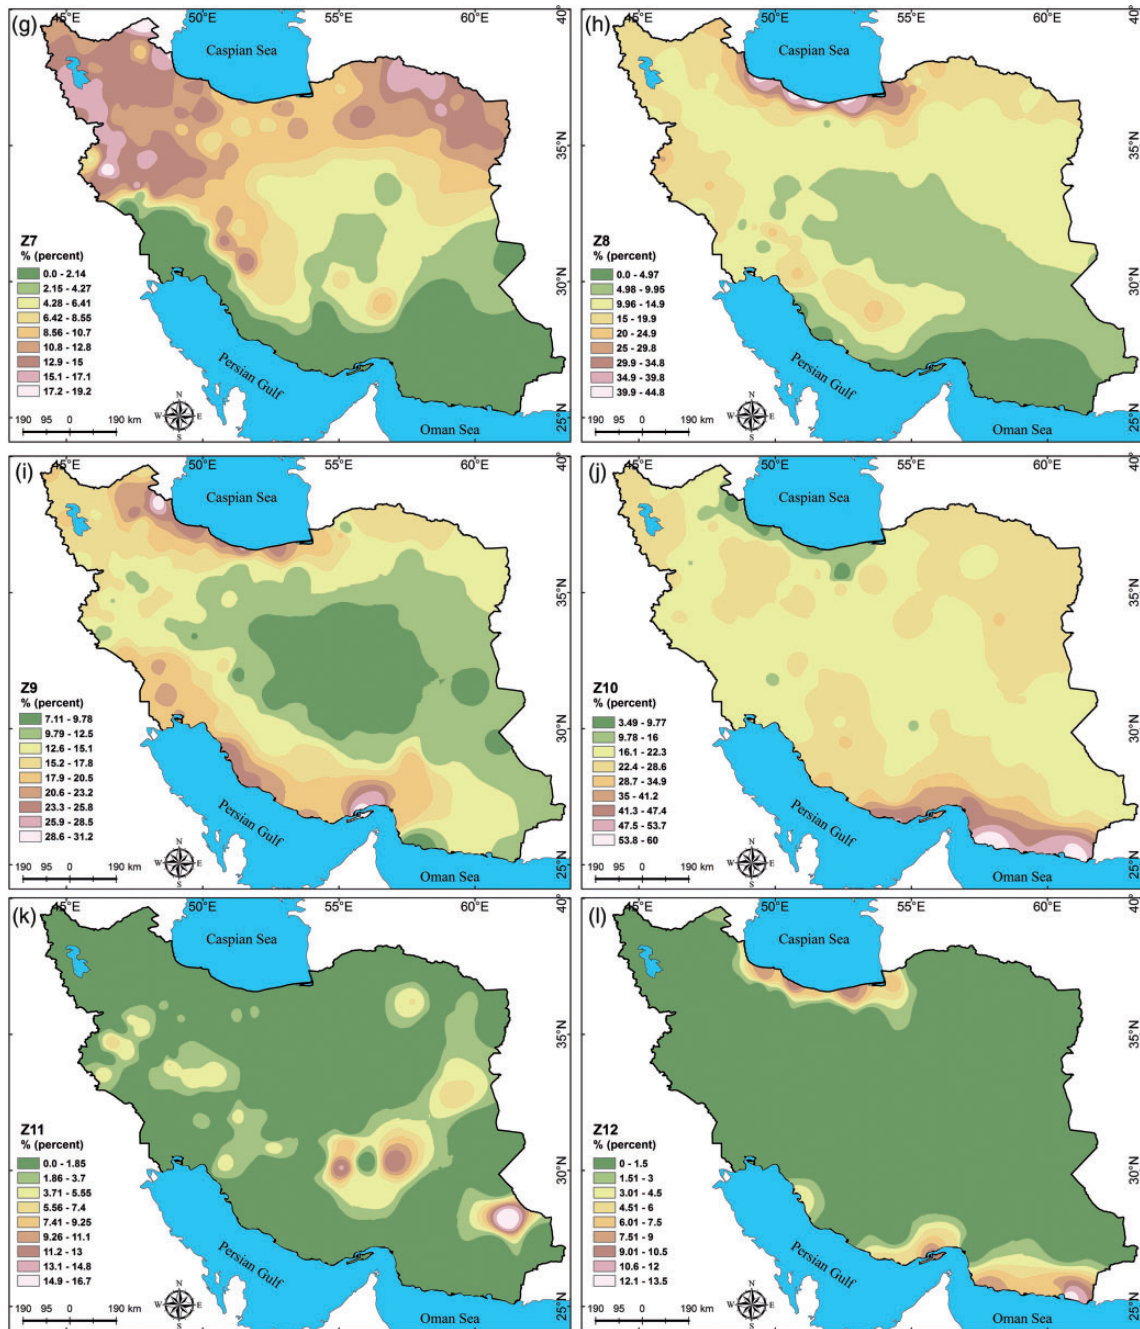 (g)
45°E
50°E
55°E
60°E
40°
35°N
30°N
25°N
Caspian Sea
Persian Gulf
Oman Sea
Z7
% (percent)
0.0 - 2.14
2.15 - 4.27
4.28 - 6.41
6.42 - 8.55
8.56 - 10.7
10.8 - 12.8
12.9 - 15
15.1 - 17.1
17.2 - 19.2
N
W E
S
190 95 0 190 km
(h)
45°E
50°E
55°E
60°E
40°
35°N
30°N
25°N
Caspian Sea
Persian Gulf
Oman Sea
Z8
% (percent)
0.0 - 4.97
4.98 - 9.95
9.96 - 14.9
15 - 19.9
20 - 24.9
25 - 29.8
29.9 - 34.8
34.9 - 39.8
39.9 - 44.8
N
W E
S
190 95 0 190 km
(i)
45°E
50°E
55°E
60°E
40°
35°N
30°N
25°N
Caspian Sea
Persian Gulf
Oman Sea
Z9
% (percent)
7.11 - 9.78
9.79 - 12.5
12.6 - 15.1
15.2 - 17.8
17.9 - 20.5
20.6 - 23.2
23.3 - 25.8
25.9 - 28.5
28.6 - 31.2
N
W E
S
190 95 0 190 km
(j)
45°E
50°E
55°E
60°E
40°
35°N
30°N
25°N
Caspian Sea
Persian Gulf
Oman Sea
Z10
% (percent)
3.49 - 9.77
9.78 - 16
16.1 - 22.3
22.4 - 28.6
28.7 - 34.9
35 - 41.2
41.3 - 47.4
47.5 - 53.7
53.8 - 60
N
W E
S
190 95 0 190 km
(k)
45°E
50°E
55°E
60°E
40°
35°N
30°N
25°N
Caspian Sea
Persian Gulf
Oman Sea
Z11
% (percent)
0.0 - 1.85
1.86 - 3.7
3.71 - 5.55
5.56 - 7.4
7.41 - 9.25
9.26 - 11.1
11.2 - 13
13.1 - 14.8
14.9 - 16.7
N
W E
S
190 95 0 190 km
(l)
45°E
50°E
55°E
60°E
40°
35°N
30°N
25°N
Caspian Sea
Persian Gulf
Oman Sea
Z12
% (percent)
0 - 1.5
1.51 - 3
3.01 - 4.5
4.51 - 6
6.01 - 7.5
7.51 - 9
9.01 - 10.5
10.6 - 12
12.1 - 13.5
N
W E
S
190 95 0 190 km